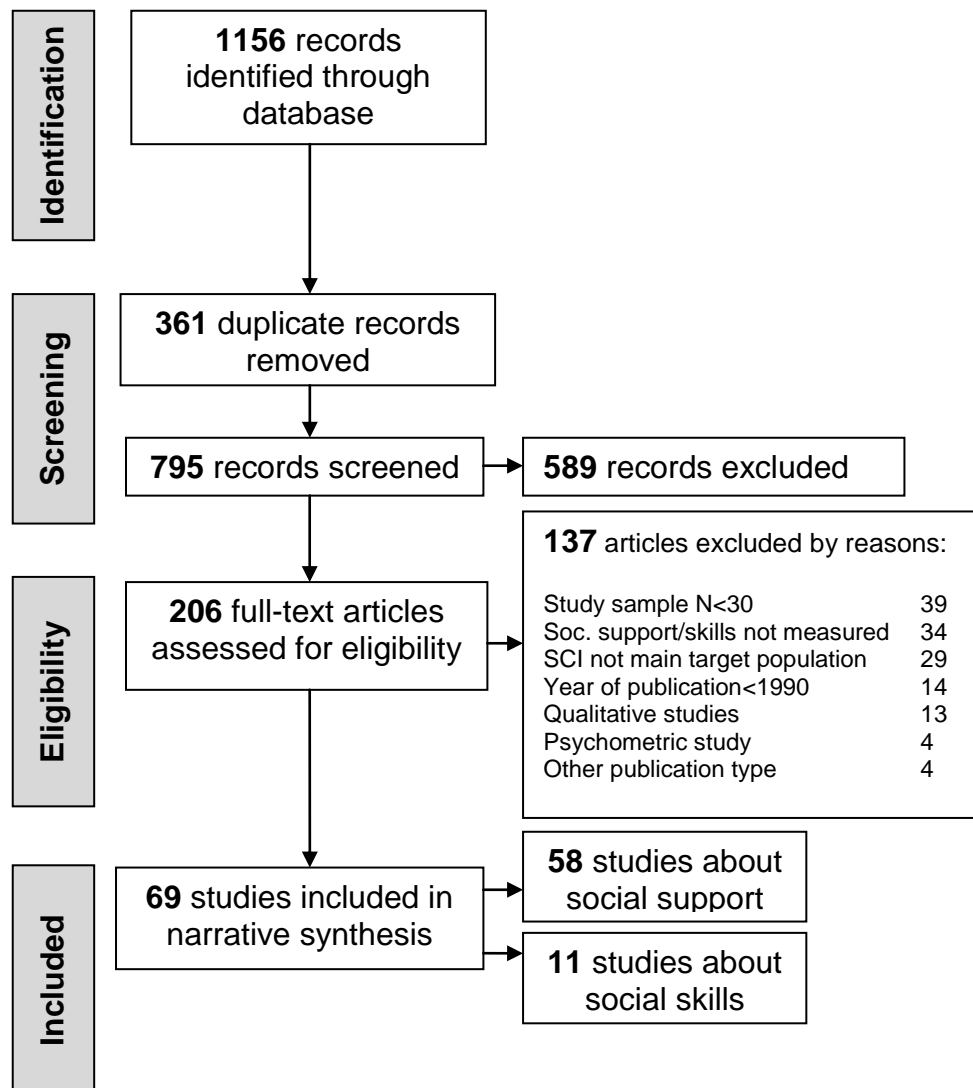 Identification
1156 records
identified through
database
Screening
361 duplicate records
removed
795 records screened
589 records excluded
Eligibility
206 full-text articles
assessed for eligibility
137 articles excluded by reasons:
Study sample N<30 39
Soc. support/skills not measured 34
SCI not main target population 29
Year of publication<1990 14
Qualitative studies 13
Psychometric study 4
Other publication type 4
Included
69 studies included in
narrative synthesis
58 studies about
social support
11 studies about
social skills